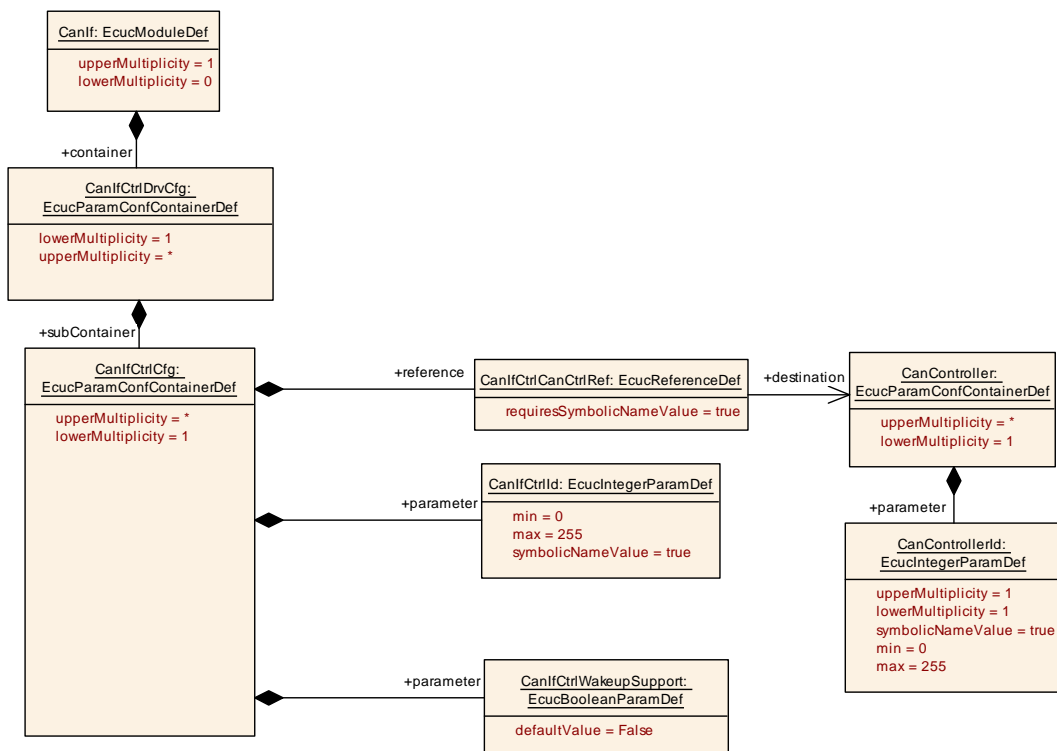 CanIf: EcucModuleDef
upperMultiplicity = 1
lowerMultiplicity = 0
+container
CanIfCtrlDrvCfg:
EcucParamConfContainerDef
lowerMultiplicity = 1
upperMultiplicity = *
+subContainer
CanIfCtrlCfg:
EcucParamConfContainerDef
upperMultiplicity = *
lowerMultiplicity = 1
+reference
CanIfCtrlCanCtrlRef: EcucReferenceDef
requiresSymbolicNameValue = true
+destination
CanController:
EcucParamConfContainerDef
upperMultiplicity = *
lowerMultiplicity = 1
+parameter
CanIfCtrlId: EcucIntegerParamDef
min = 0
max = 255
symbolicNameValue = true
+parameter
CanControllerId:
EcucIntegerParamDef
upperMultiplicity = 1
lowerMultiplicity = 1
symbolicNameValue = true
min = 0
max = 255
+parameter
CanIfCtrlWakeupSupport:
EcucBooleanParamDef
defaultValue = False